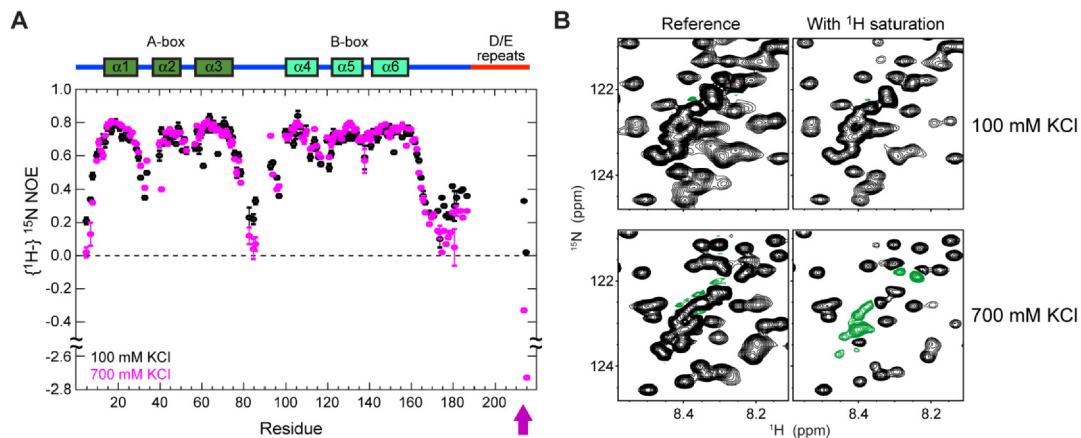 A
A-box
B-box
D/E
repeats
α1
α2
α3
α4
α5
α6
{¹H-} ¹⁵N NOE
1.0
0.8
0.6
0.4
0.2
0.0
-0.2
-0.4
-2.6
-2.8
100 mM KCl
700 mM KCl
20 40 60 80 100 120 140 160 180 200
Residue
B
Reference
With ¹H saturation
122
124
100 mM KCl
¹⁵N (ppm)
122
124
700 mM KCl
8.4 8.2 8.4 8.2
¹H (ppm)